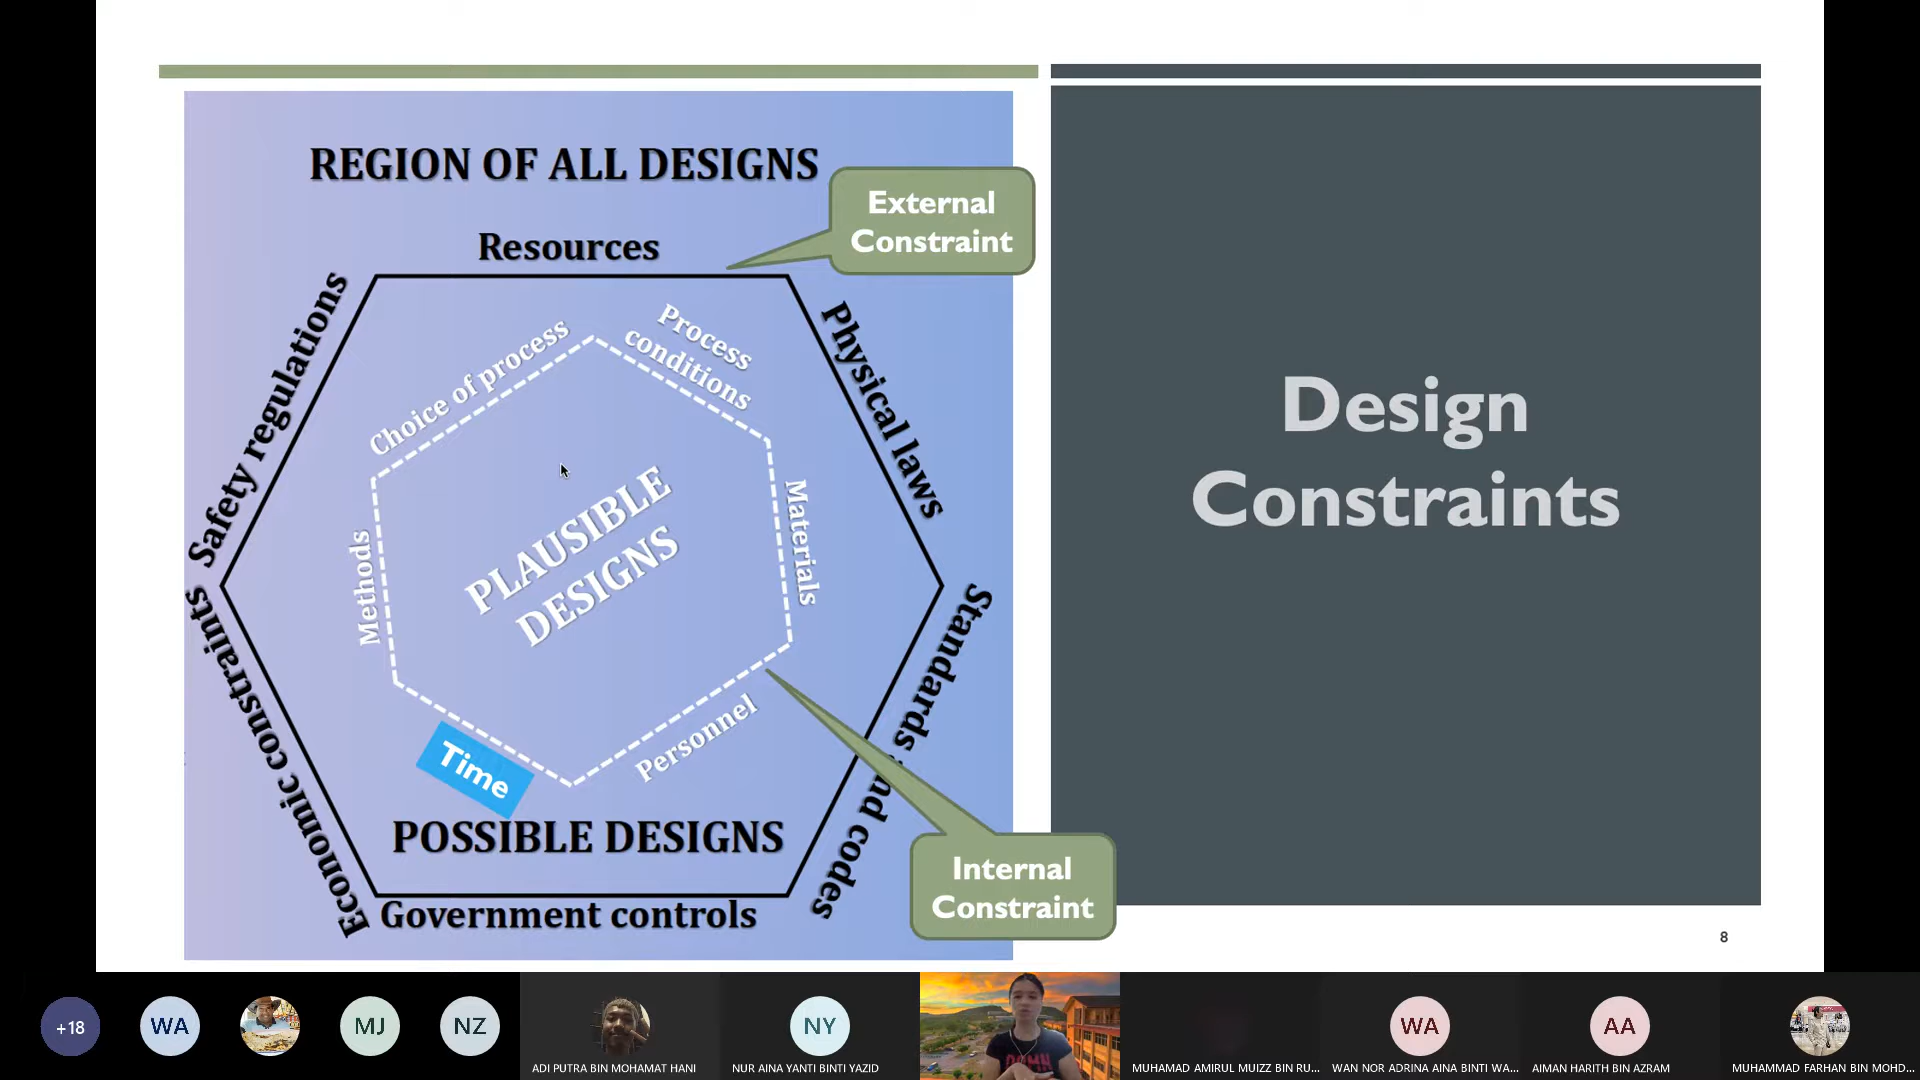 REGION OF ALL DESIGNS
External
Constraint
Resources
Safety regulations
Physical laws
Choice of process
Process
conditions
Methods
Materials
PLAUSIBLE
DESIGNS
Design
Constraints
Economic constraints
Standards and codes
Time
Personnel
POSSIBLE DESIGNS
Government controls
Internal
Constraint
8
+18
WA
MJ
NZ
ADI PUTRA BIN MOHAMAT HANI
NY
NUR AINA YANTI BINTI YAZID
MUHAMAD AMIRUL MUIZZ BIN RU...
WA
WAN NOR ADRINA AINA BINTI WA...
AA
AIMAN HARITH BIN AZRAM
MUHAMMAD FARHAN BIN MOHD...